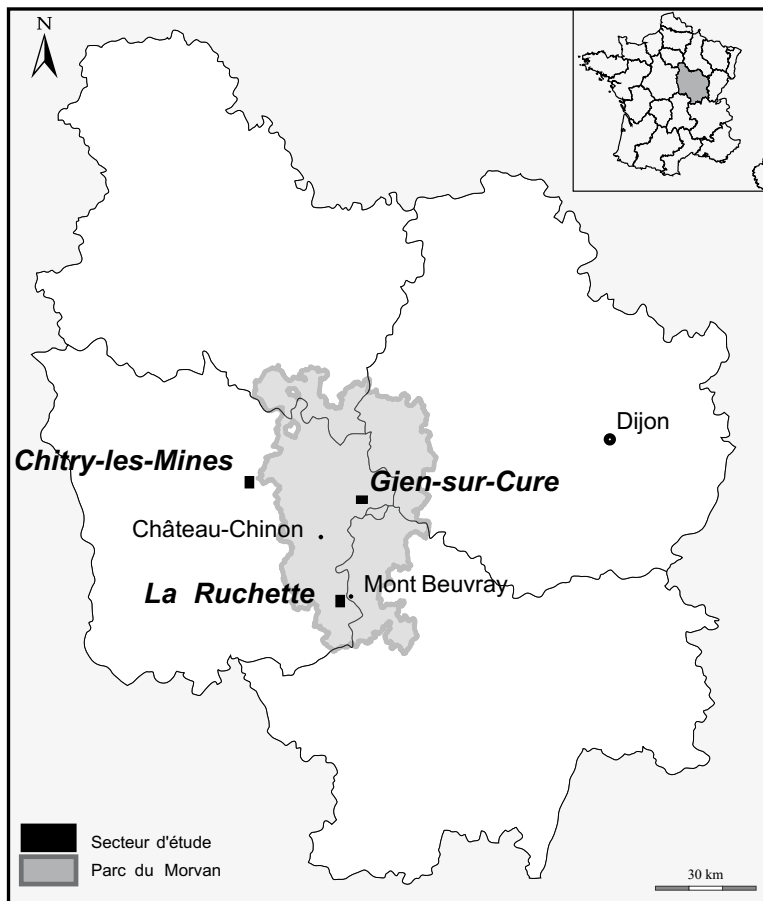 N
Dijon
Chitry-les-Mines
Gien-sur-Cure
Château-Chinon
La Ruchette
Mont Beuvray
Secteur d'étude
Parc du Morvan
30 km